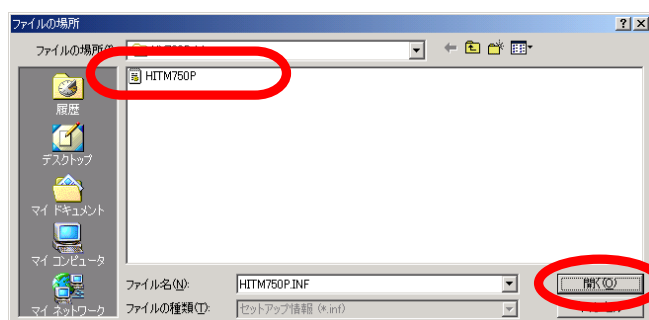 ファイルの場所
ファイルの場所(I):
HITM750P
履歴
デスクトップ
マイ ドキュメント
マイ コンピュータ
マイ ネットワーク
ファイル名(N):
HITM750P.INF
開く(O)
ファイルの種類(T):
セットアップ情報 (*.inf)